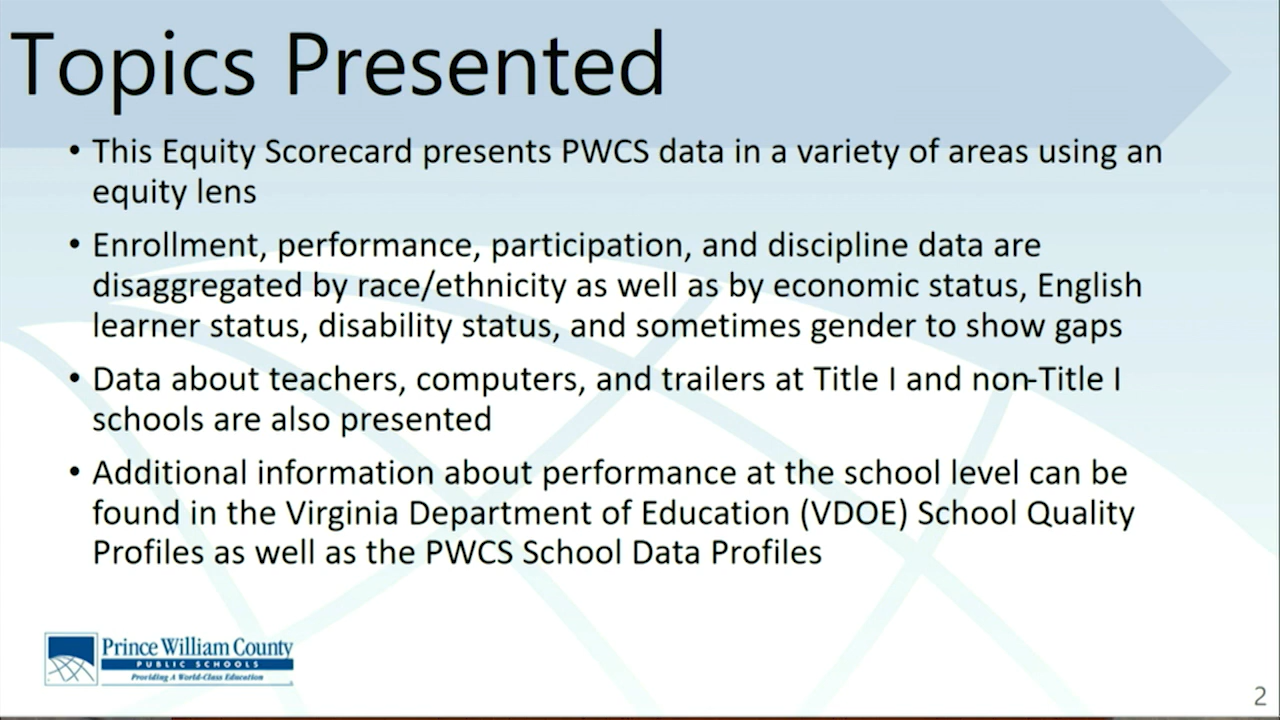 Topics Presented
• This Equity Scorecard presents PWCS data in a variety of areas using an
equity lens
• Enrollment, performance, participation, and discipline data are
disaggregated by race/ethnicity as well as by economic status, English
learner status, disability status, and sometimes gender to show gaps
• Data about teachers, computers, and trailers at Title I and non-Title I
schools are also presented
• Additional information about performance at the school level can be
found in the Virginia Department of Education (VDOE) School Quality
Profiles as well as the PWCS School Data Profiles
Prince William County
PUBLIC SCHOOLS
Providing A World-Class Education
2